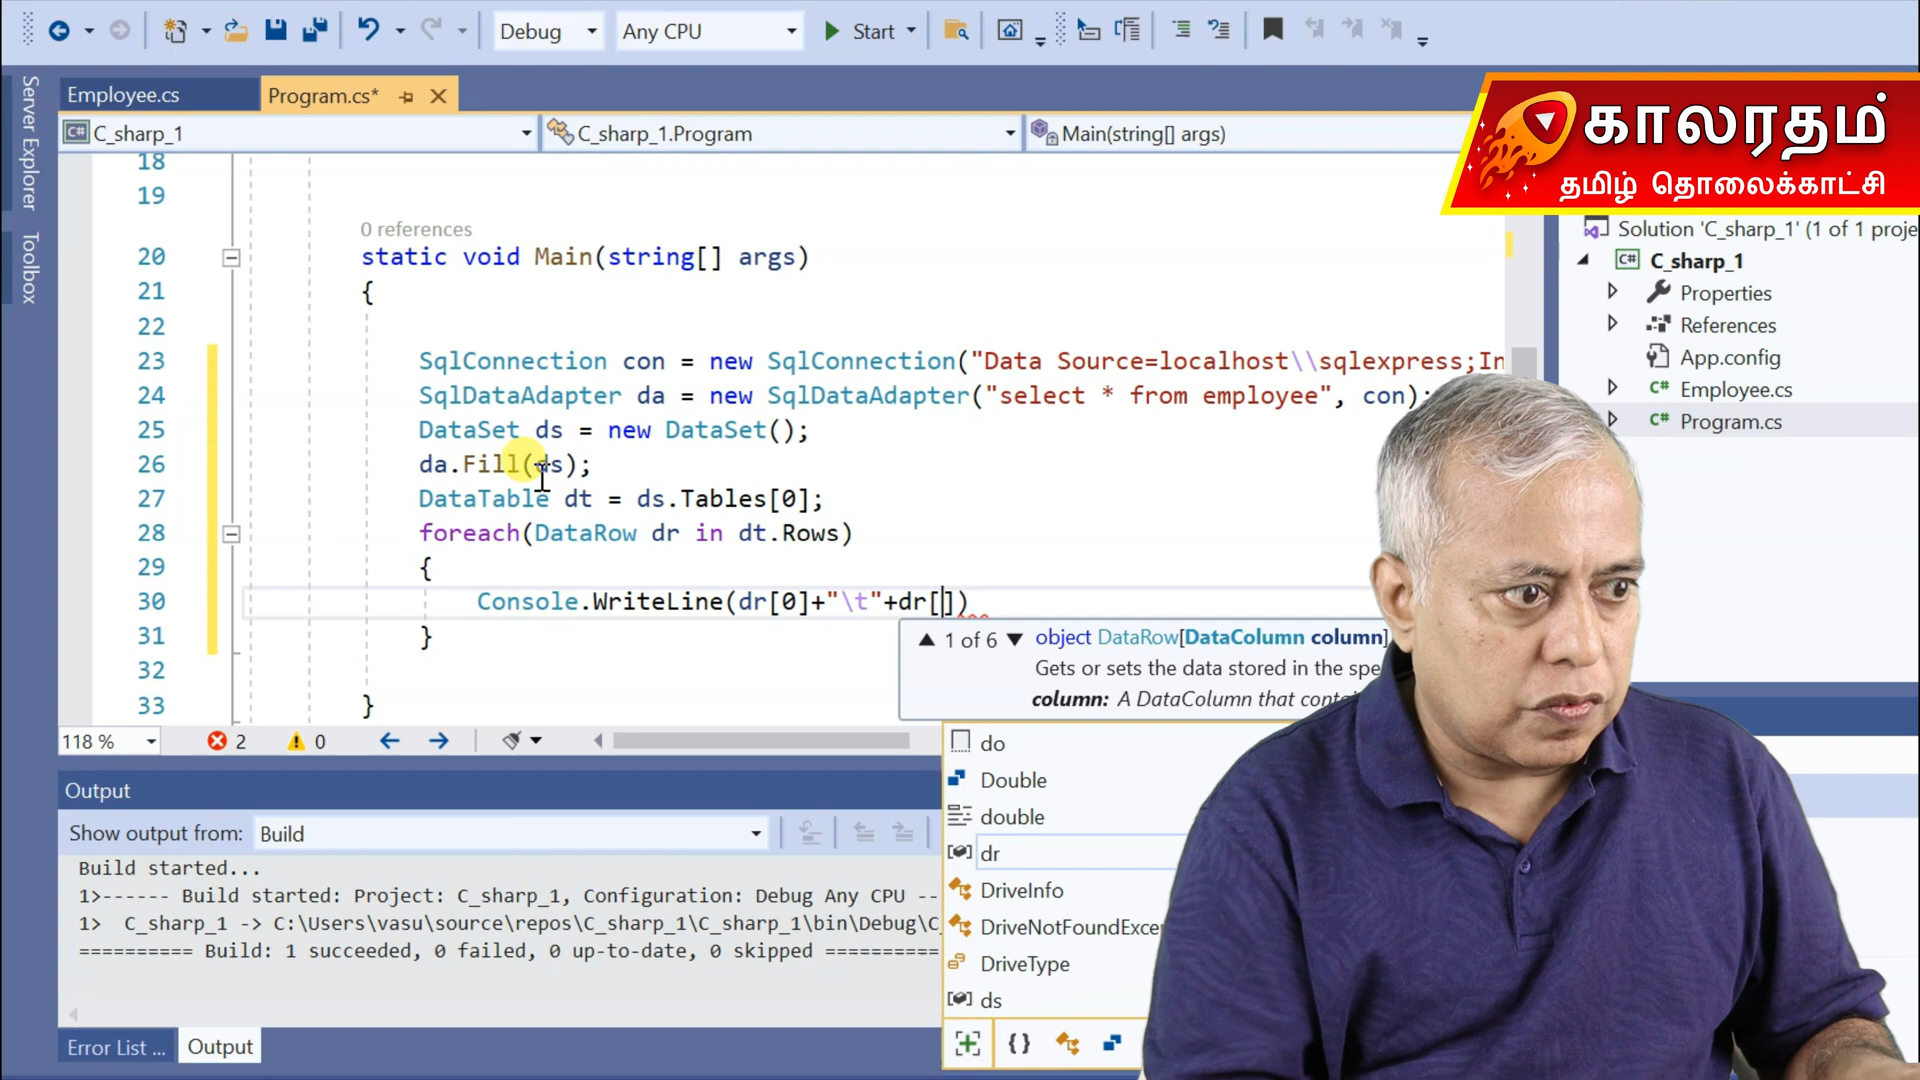 Debug
Any CPU
Start
Server Explorer
Toolbox
Employee.cs
Program.cs*
காலரதம்
தமிழ் தொலைக்காட்சி
C# C_sharp_1
C_sharp_1.Program
Main(string[] args)
18
19
0 references
20 static void Main(string[] args)
21 {
22
23 SqlConnection con = new SqlConnection("Data Source=localhost\\sqlexpress;In
24 SqlDataAdapter da = new SqlDataAdapter("select * from employee", con);
25 DataSet ds = new DataSet();
26 da.Fill(ds);
27 DataTable dt = ds.Tables[0];
28 foreach(DataRow dr in dt.Rows)
29 {
30 Console.WriteLine(dr[0]+"\t"+dr[])
31 }
32
33 }
1 of 6 object DataRow[DataColumn column]
Gets or sets the data stored in the spe
column: A DataColumn that conta
do
Double
double
dr
DriveInfo
DriveNotFoundExce
DriveType
ds
{ }
118 %
2
0
Solution 'C_sharp_1' (1 of 1 proje
C# C_sharp_1
Properties
References
App.config
C# Employee.cs
C# Program.cs
Output
Show output from: Build
Build started...
1>------ Build started: Project: C_sharp_1, Configuration: Debug Any CPU --
1> C_sharp_1 -> C:\Users\vasu\source\repos\C_sharp_1\C_sharp_1\bin\Debug\C_
========== Build: 1 succeeded, 0 failed, 0 up-to-date, 0 skipped ==========
Error List ...
Output